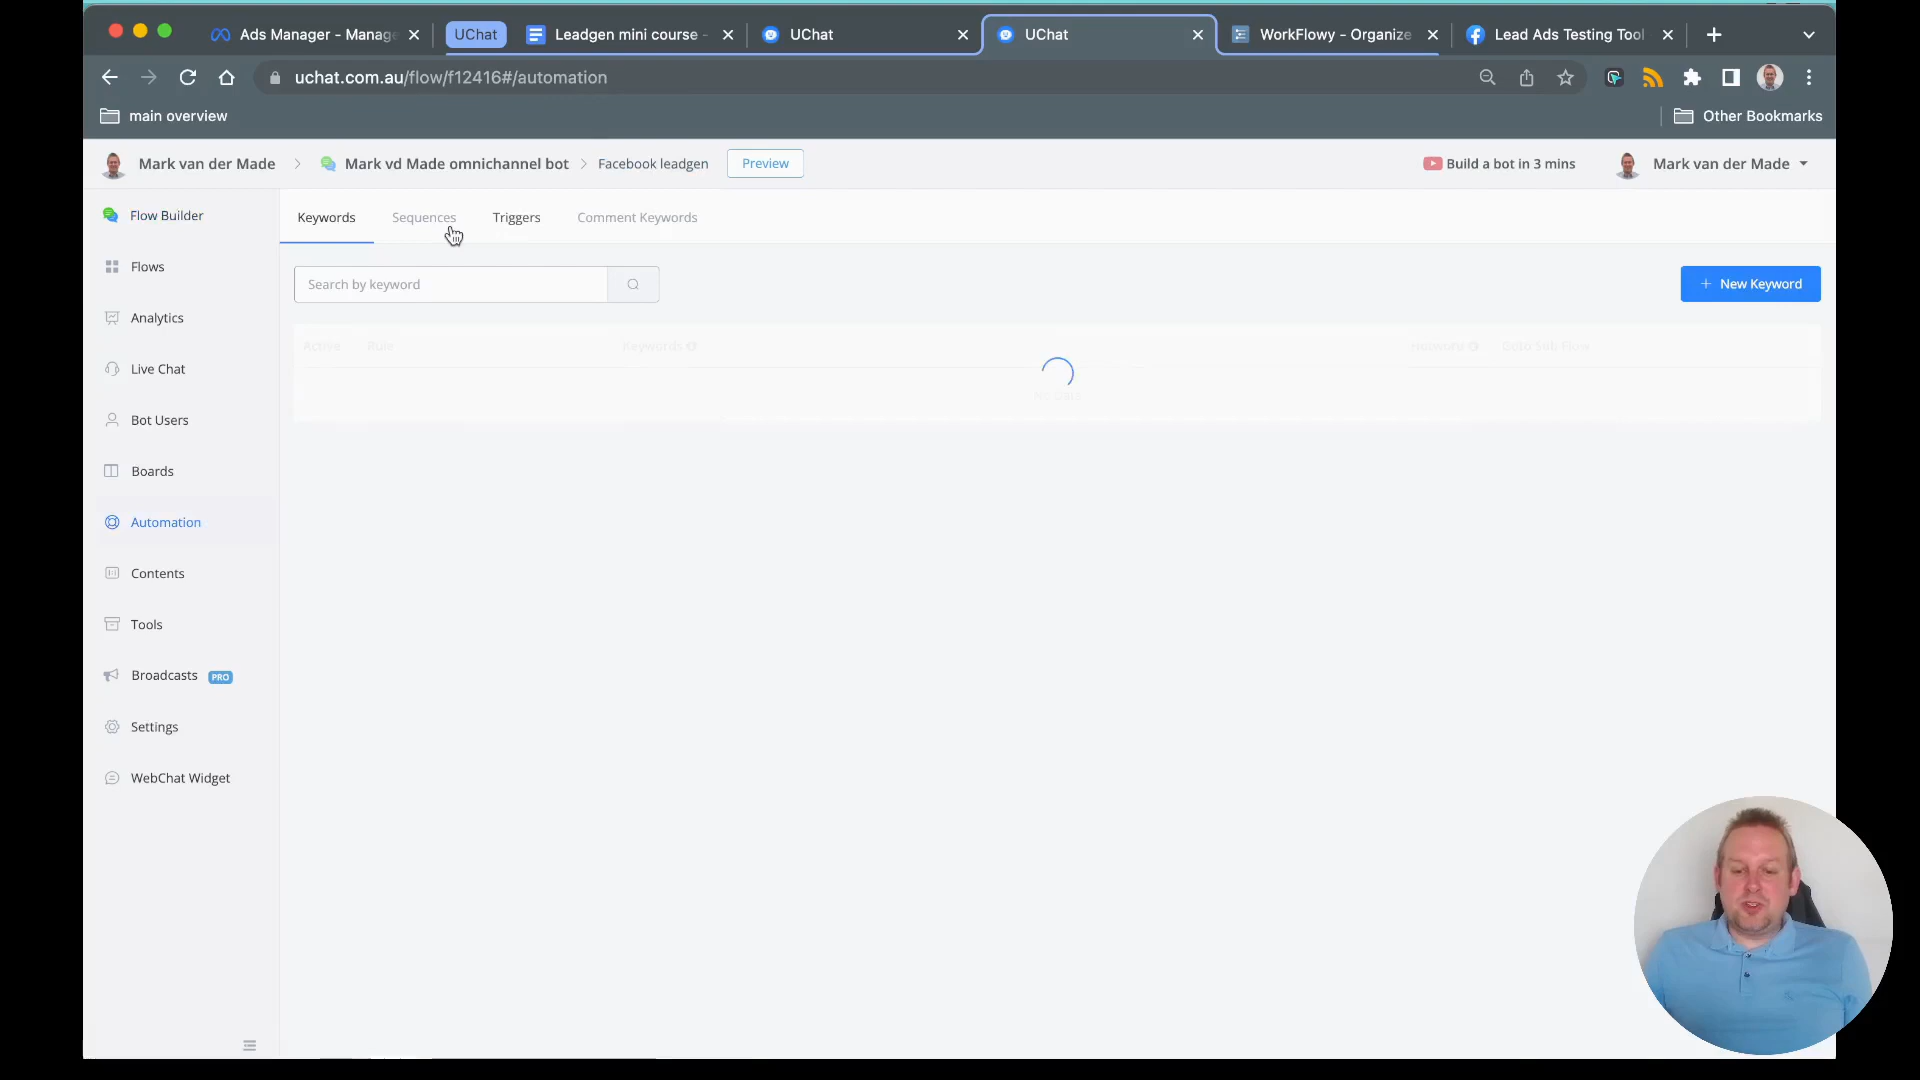 Ads Manager - Manage
UChat
Leadgen mini course -
UChat
UChat
WorkFlowy - Organize
Lead Ads Testing Tool
uchat.com.au/flow/f12416#/automation
main overview
Other Bookmarks
Mark van der Made
Mark vd Made omnichannel bot
Facebook leadgen
Preview
Build a bot in 3 mins
Mark van der Made
Flow Builder
Flows
Analytics
Live Chat
Bot Users
Boards
Automation
Contents
Tools
Broadcasts PRO
Settings
WebChat Widget
Keywords
Sequences
Triggers
Comment Keywords
Search by keyword
+ New Keyword
Active
Rule
Keywords
Network
Goto Sub Flow